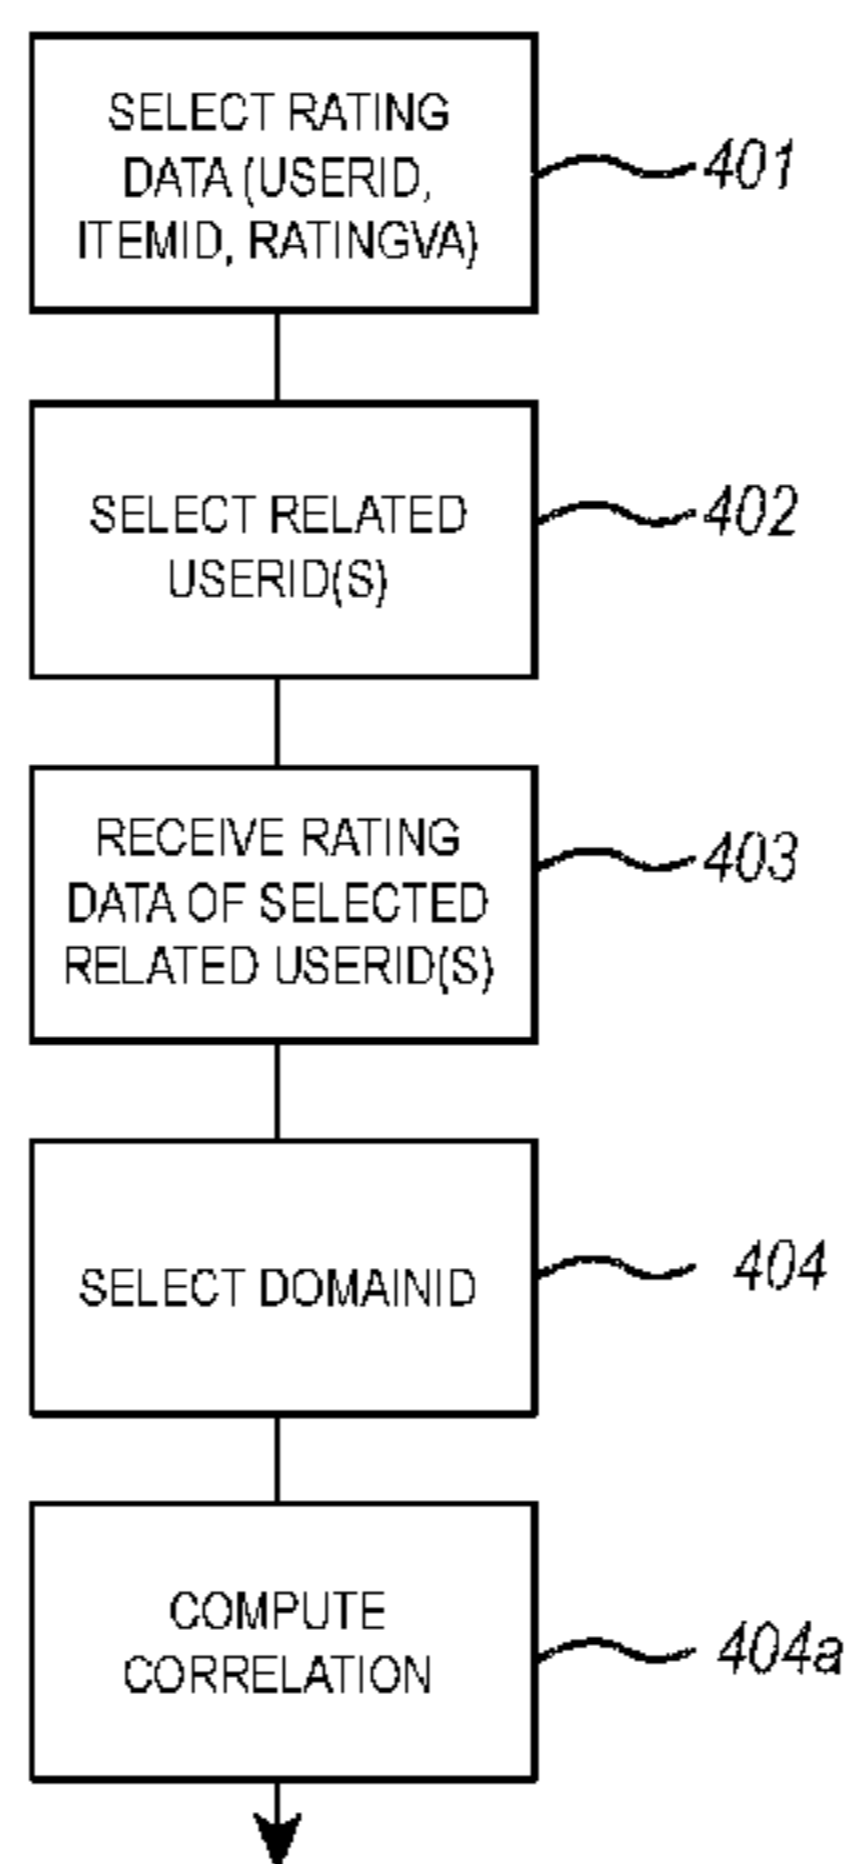 SELECT RATING
DATA (USERID,
ITEMID, RATINGVA)
401
SELECT RELATED
USERID(S)
402
RECEIVE RATING
DATA OF SELECTED
RELATED USERID(S)
403
SELECT DOMAINID
404
COMPUTE
CORRELATION
404a